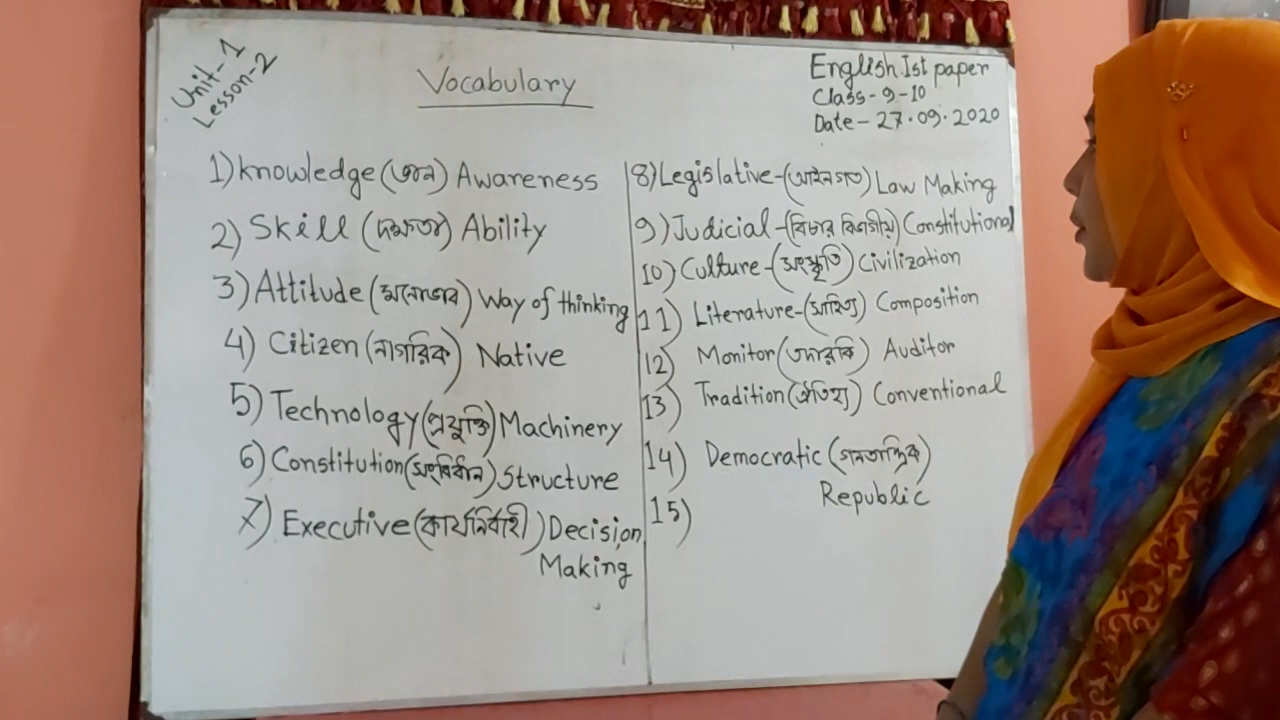 Unit-1
Lesson-2
Vocabulary
English 1st paper
Class-9-10
Date-27.09.2020
1) Knowledge (জ্ঞান) Awareness
2) Skill (দক্ষতা) Ability
3) Attitude (মনোভাব) Way of thinking
4) Citizen (নাগরিক) Native
5) Technology (প্রযুক্তি) Machinery
6) Constitution (সংবিধান) Structure
7) Executive (কার্যনির্বাহী) Decision
Making
8) Legislative-(আইনগত) Law Making
9) Judicial-(বিচার বিভাগীয়) Constitutional
10) Culture-(সংস্কৃতি) Civilization
11) Literature-(সাহিত্য) Composition
12) Monitor (তদারকি) Auditor
13) Tradition (ঐতিহ্য) Conventional
14) Democratic (গনতান্ত্রিক)
Republic
15)